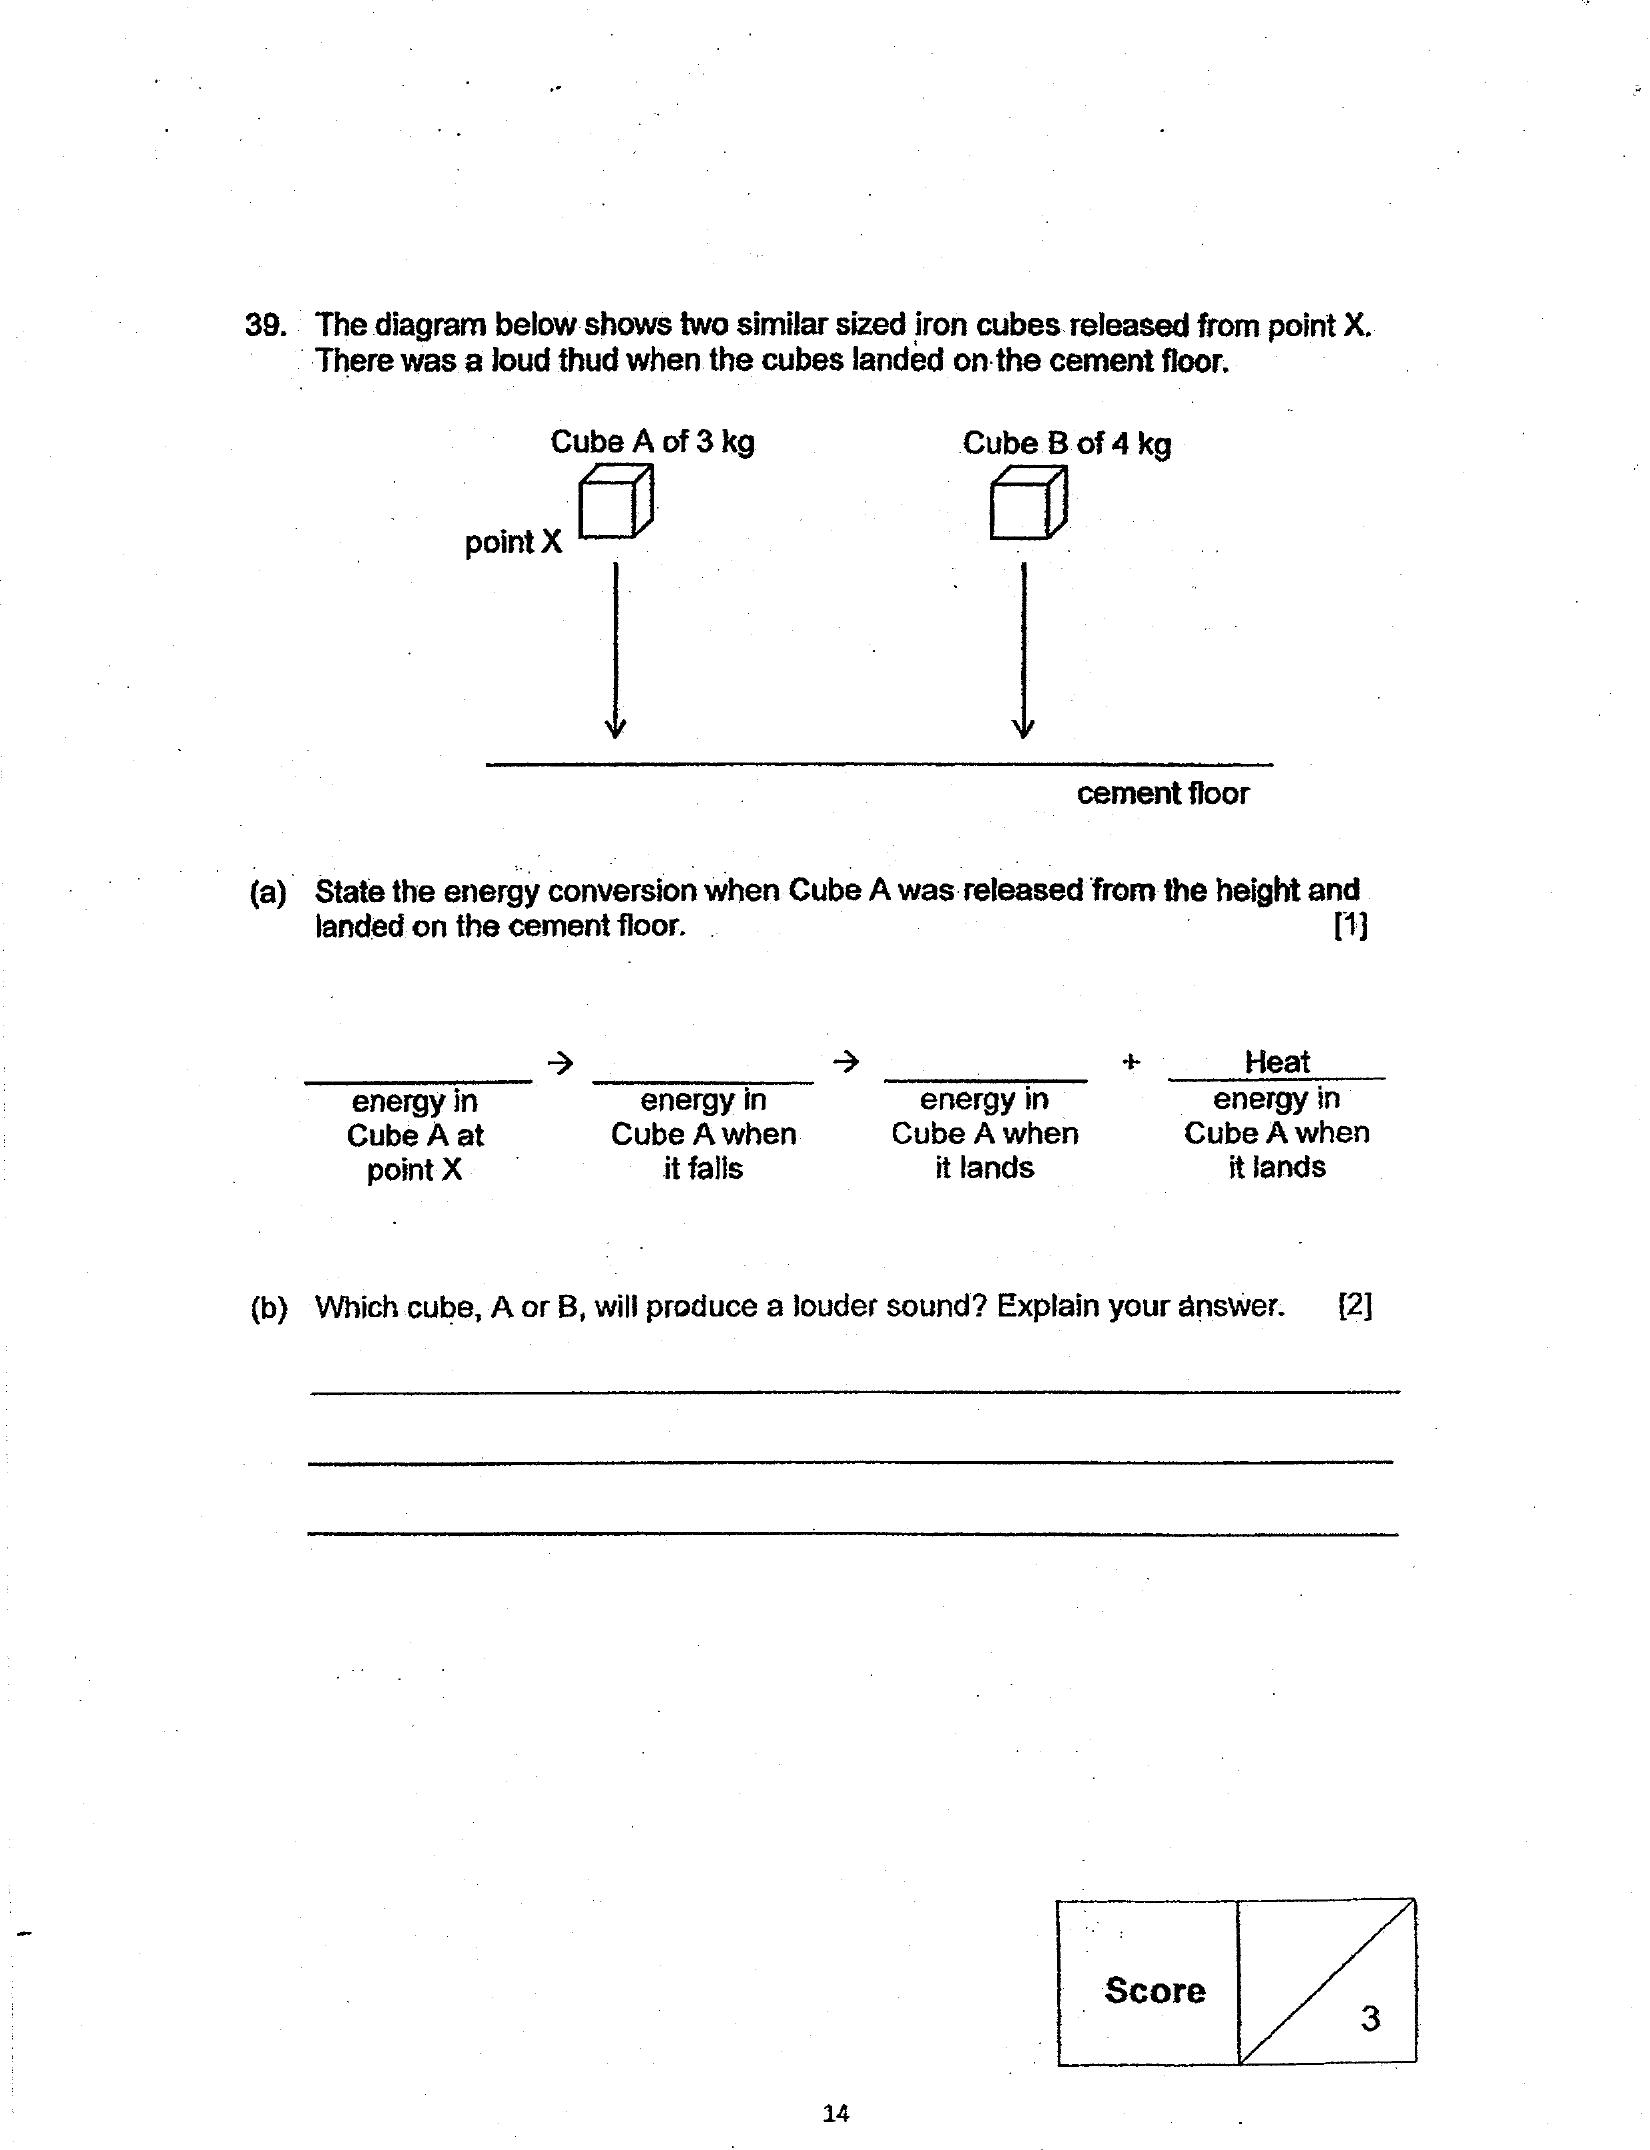 39. The diagram below shows two similar sized iron cubes released from point X.
There was a loud thud when the cubes landed on the cement floor.
Cube A of 3 kg Cube B of 4 kg
point X
cement floor
(a) State the energy conversion when Cube A was released from the height and
landed on the cement floor. [1]
→ → + Heat
energy in energy in energy in energy in
Cube A at Cube A when Cube A when Cube A when
point X it falls it lands it lands
(b) Which cube, A or B, will produce a louder sound? Explain your answer. [2]
Score
3
14